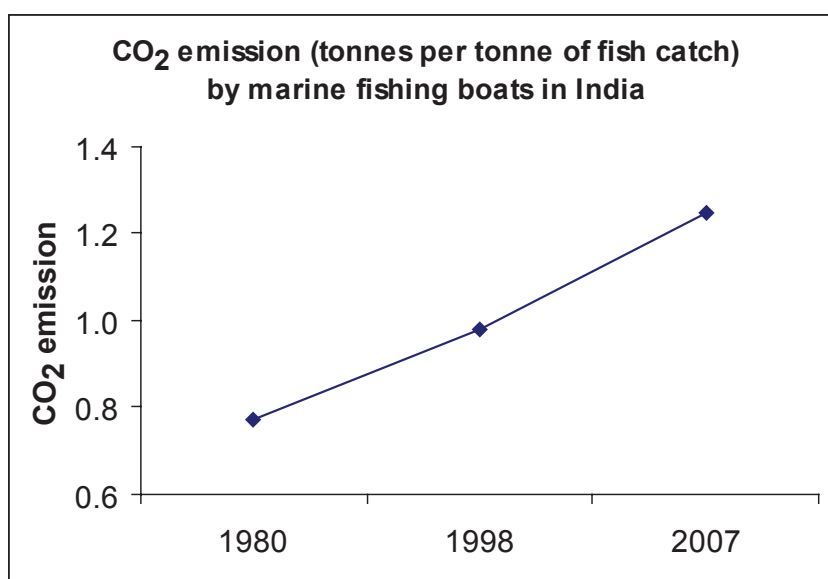 CO2 emission (tonnes per tonne of fish catch)
by marine fishing boats in India
1.4
1.2
1.0
0.8
0.6
CO2 emission
1980 1998 2007